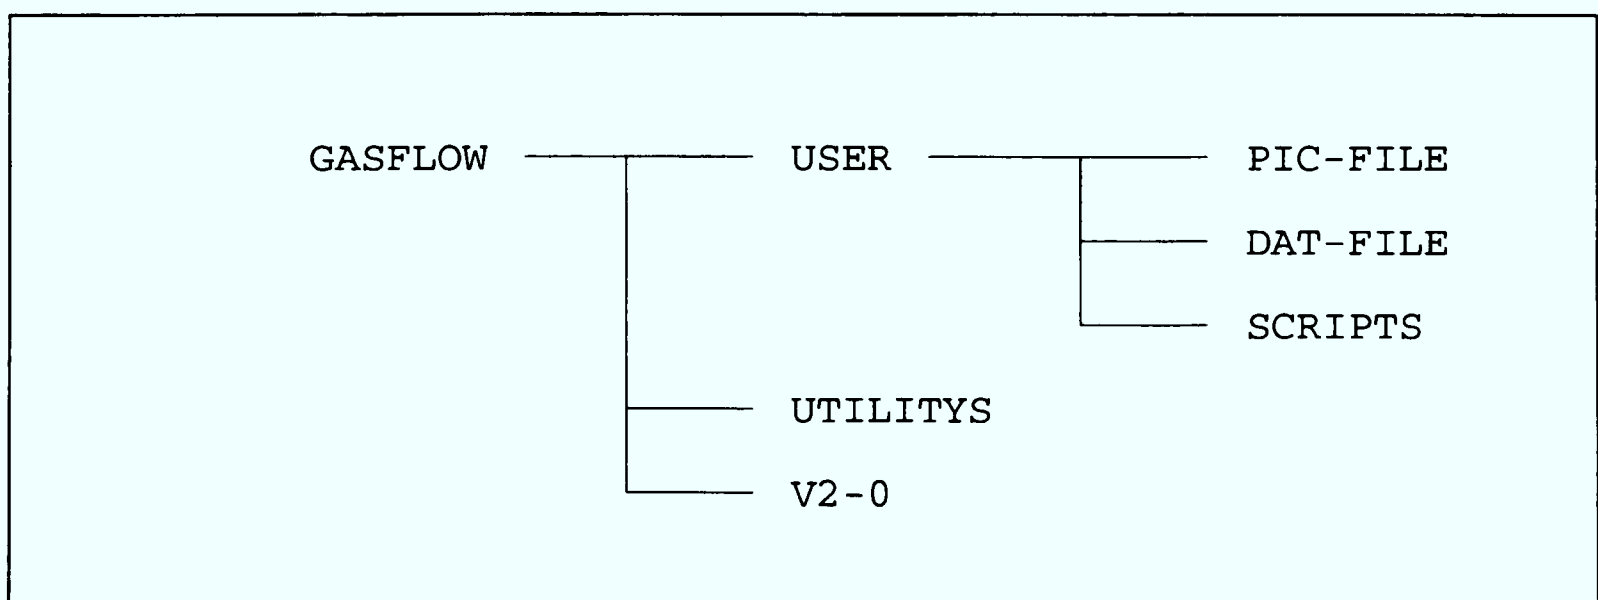 GASFLOW USER PIC-FILE
DAT-FILE
SCRIPTS
UTILITYS
V2-0